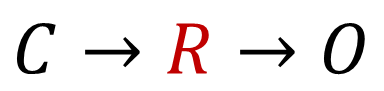 C → R → O